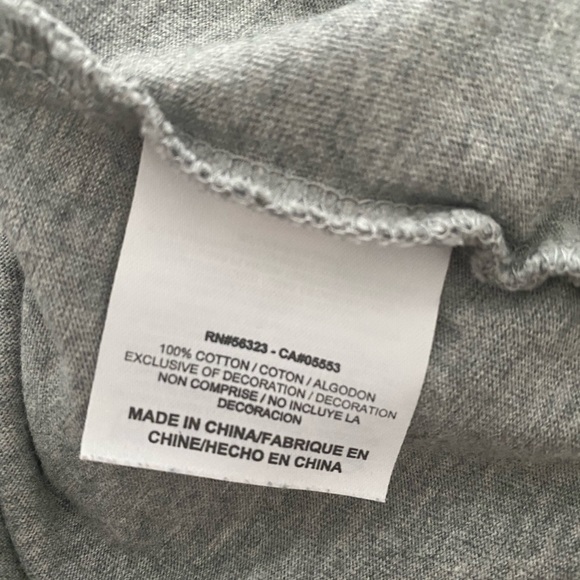 RN#56323 - CA#05553
100% COTTON / COTON / ALGODON
EXCLUSIVE OF DECORATION / DECORATION
NON COMPRISE / NO INCLUYE LA
DECORACION
MADE IN CHINA/FABRIQUE EN
CHINE/HECHO EN CHINA